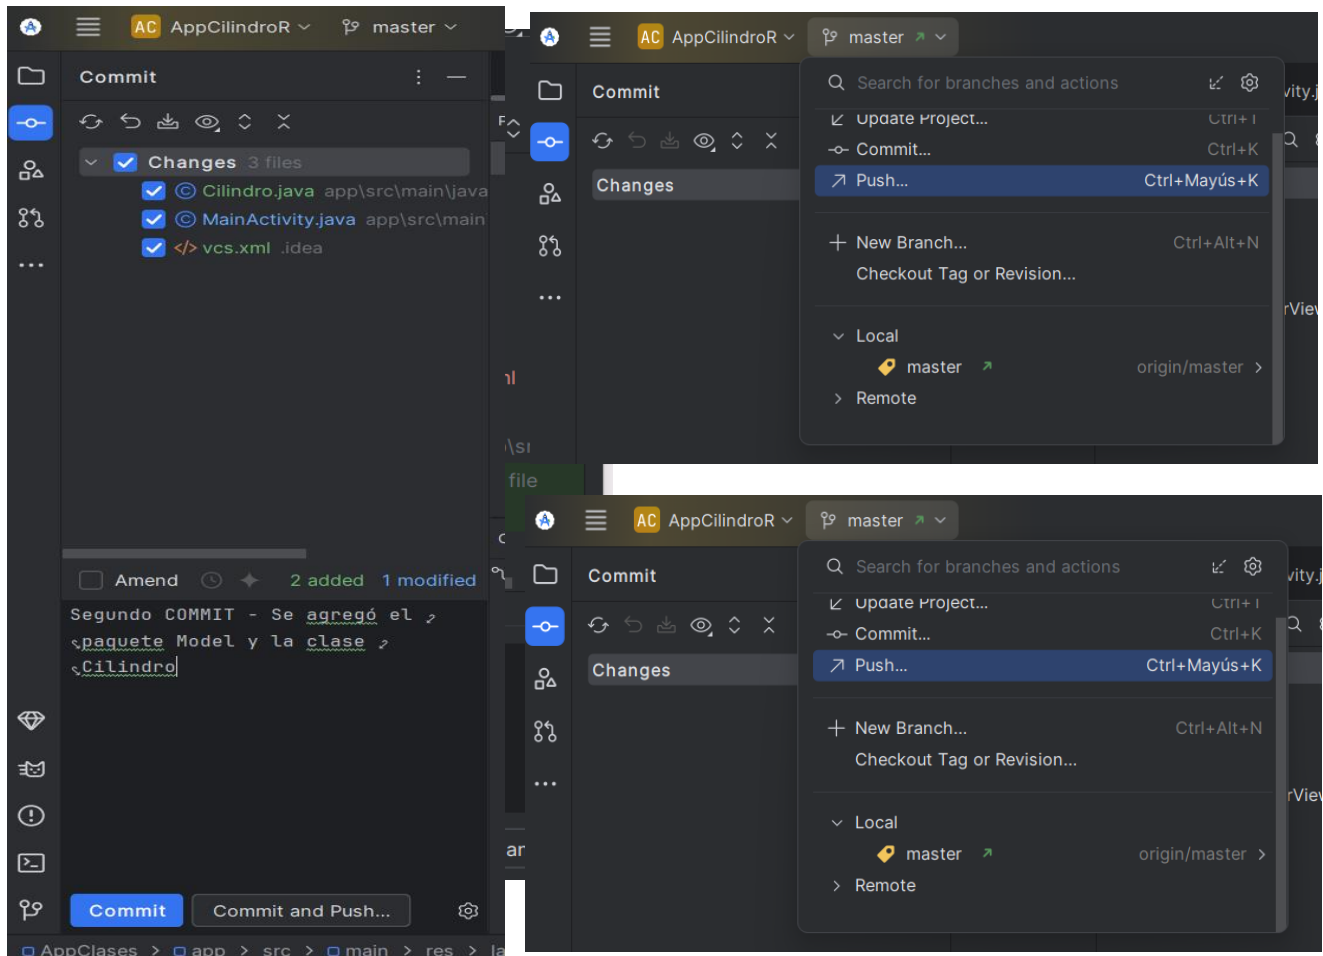 AC AppCilindroR master
Commit
Changes 3 files
Cilindro.java app\src\main\java
MainActivity.java app\src\main
vcs.xml .idea
Amend 2 added 1 modified
Segundo COMMIT - Se agregó el
paquete Model y la clase
Cilindro
Commit Commit and Push...
AppClases > app > src > main > res >
file
AC AppCilindroR master
Search for branches and actions
Commit
Update Project...
Commit... Ctrl+K
Push... Ctrl+Mayús+K
Changes
New Branch... Ctrl+Alt+N
Checkout Tag or Revision...
Local
master origin/master
Remote
AC AppCilindroR master
Search for branches and actions
Commit
Update Project...
Commit... Ctrl+K
Push... Ctrl+Mayús+K
Changes
New Branch... Ctrl+Alt+N
Checkout Tag or Revision...
Local
master origin/master
Remote